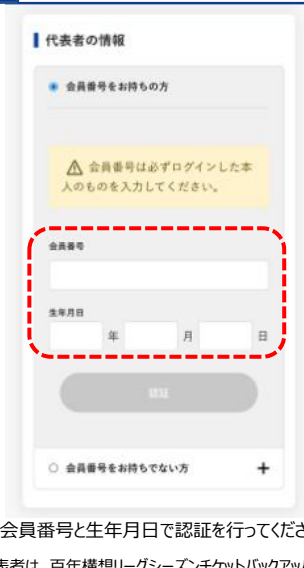 代表者の情報
会員番号をお持ちの方
会員番号は必ずログインした本
人のものを入力してください。
会員番号
生年月日
年 月 日
認証
会員番号をお持ちでない方
会員番号と生年月日で認証を行ってくださ
表者は、百年構想リーグシーズンチケットバックアッ